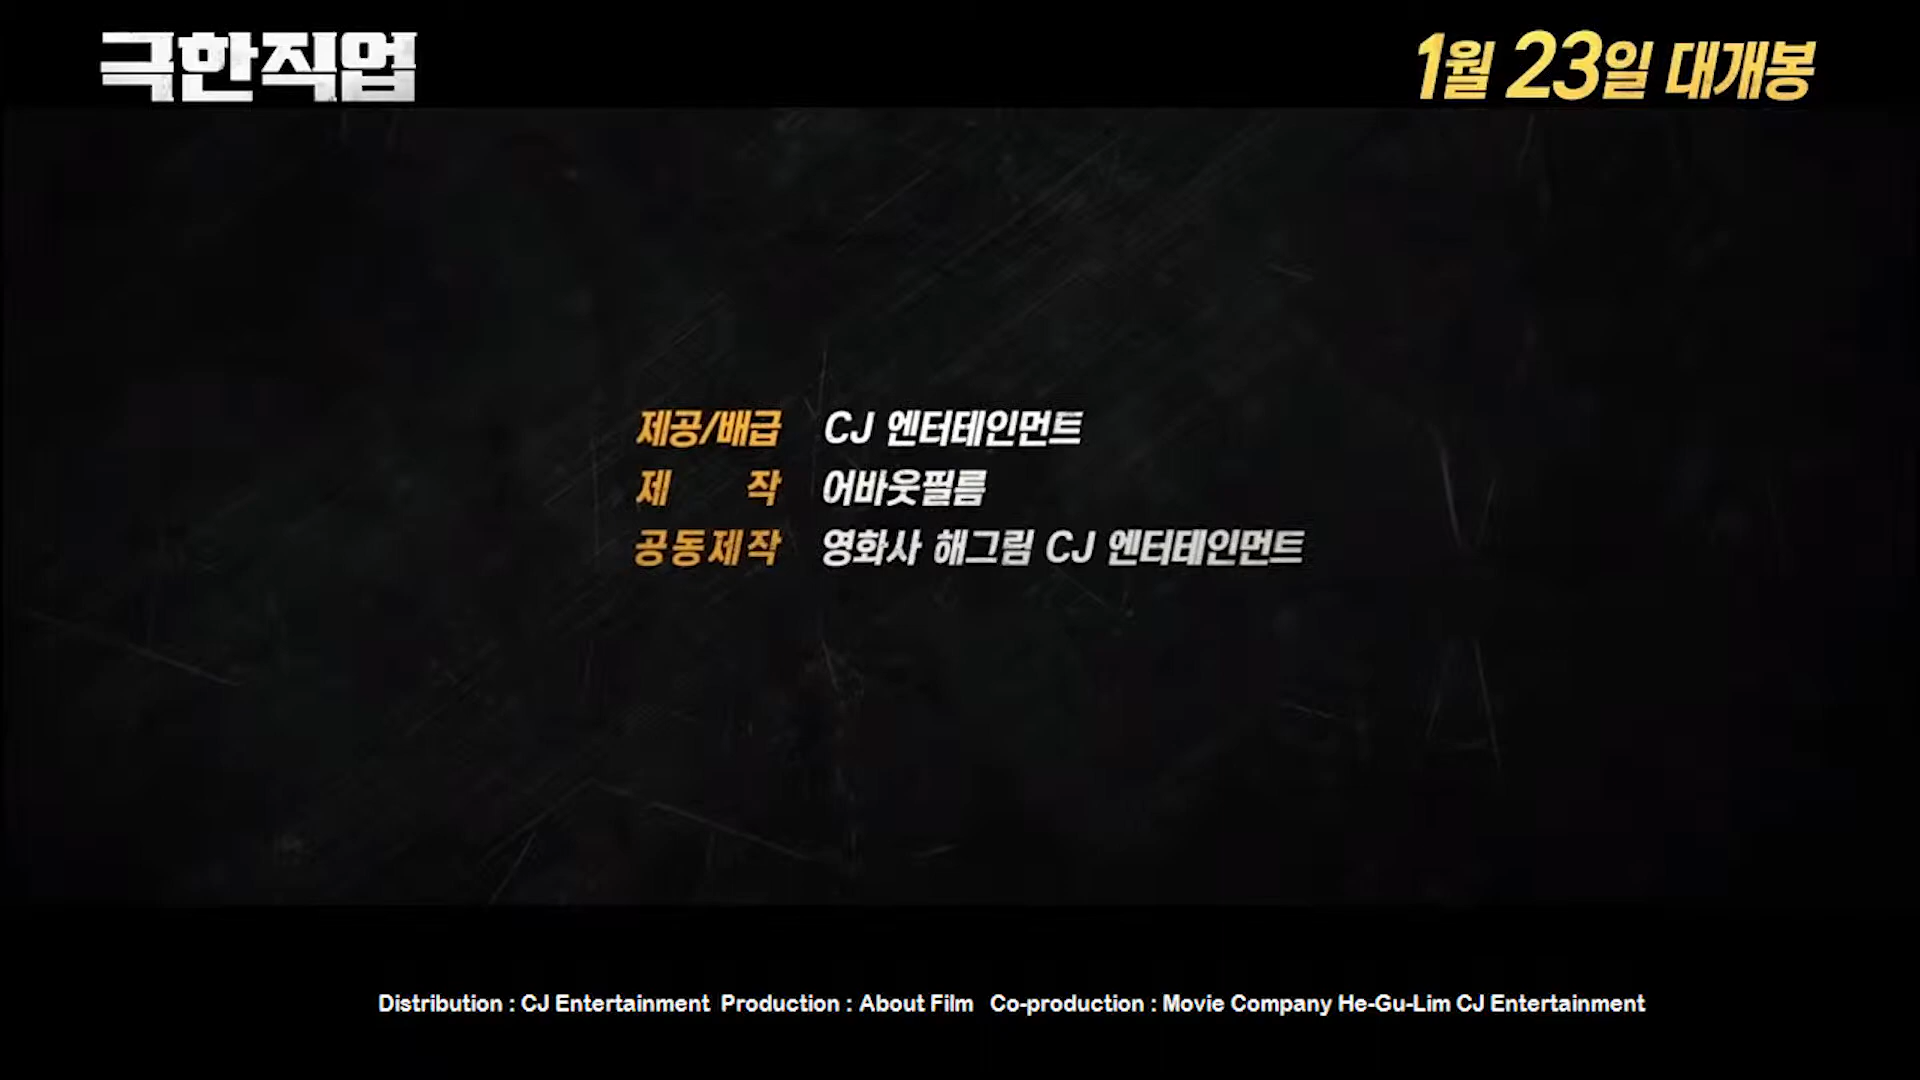 극한직업
1월 23일 대개봉
제공/배급 CJ 엔터테인먼트
제 작 어바웃필름
공동제작 영화사 해그림 CJ 엔터테인먼트
Distribution : CJ Entertainment Production : About Film Co-production : Movie Company He-Gu-Lim CJ Entertainment